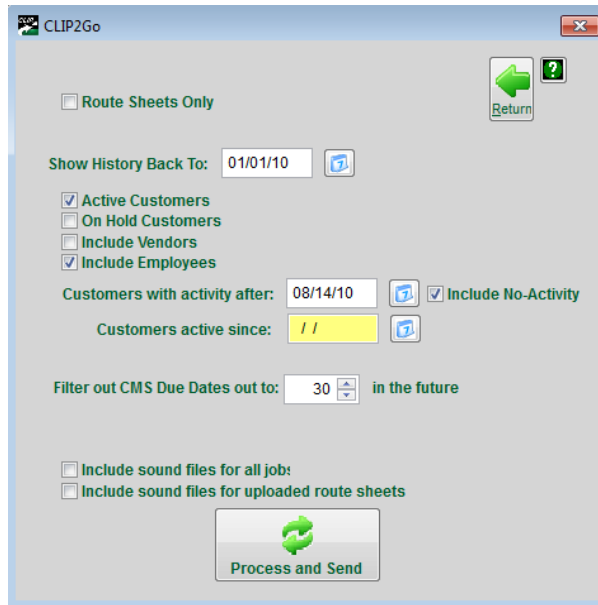 CLIP2Go
Route Sheets Only
?
Return
Show History Back To: 01/01/10
Active Customers
On Hold Customers
Include Vendors
Include Employees
Customers with activity after: 08/14/10 Include No-Activity
Customers active since: / /
Filter out CMS Due Dates out to: 30 in the future
Include sound files for all jobs
Include sound files for uploaded route sheets
Process and Send